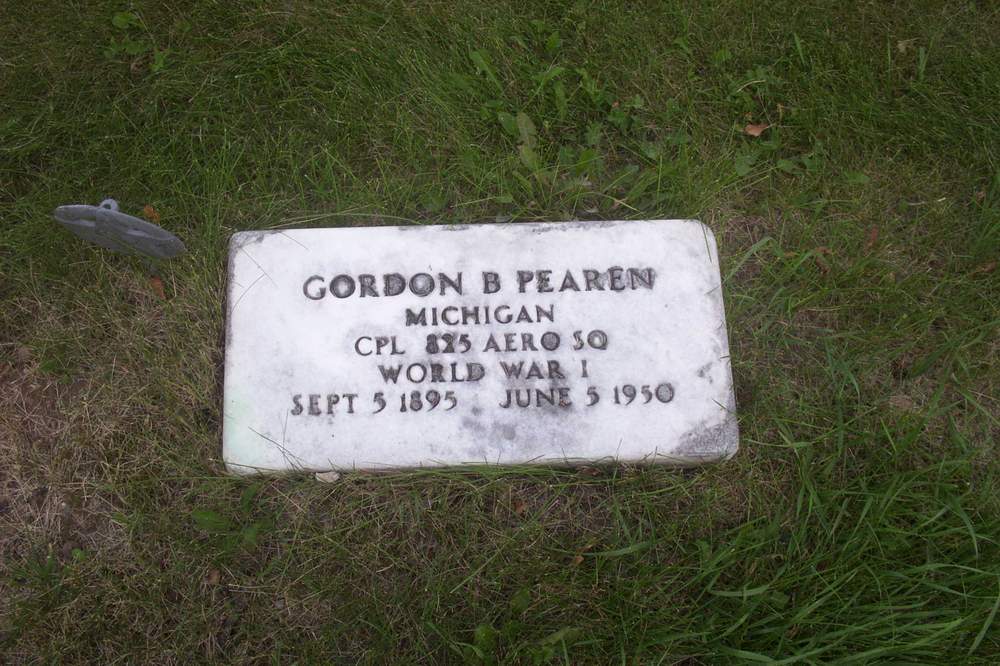 GORDON B PEAREN
MICHIGAN
CPL 825 AERO SQ
WORLD WAR I
SEPT 5 1895 JUNE 5 1950